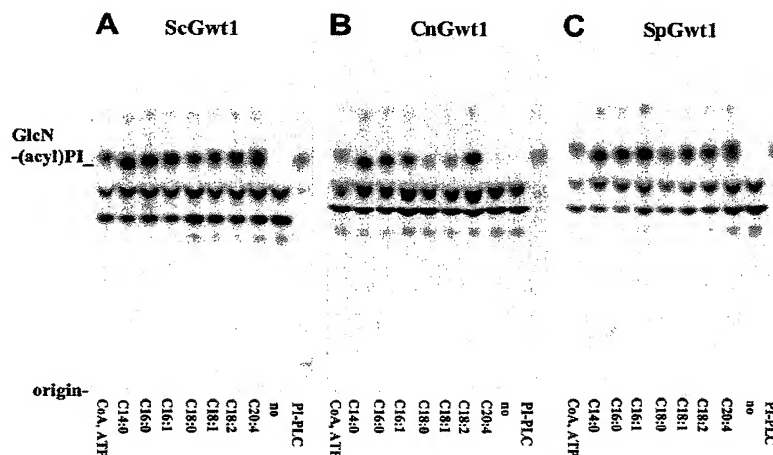 A ScGwt1
B CnGwt1
C SpGwt1
GlcN
-(acyl)PI_
origin-
CoA, ATP
C14:0
C16:0
C16:1
C18:0
C18:1
C18:2
C20:4
no
PI-PLC
CoA, ATP
C14:0
C16:0
C16:1
C18:0
C18:1
C18:2
C20:4
no
PI-PLC
CoA, ATP
C14:0
C16:0
C16:1
C18:0
C18:1
C18:2
C20:4
no